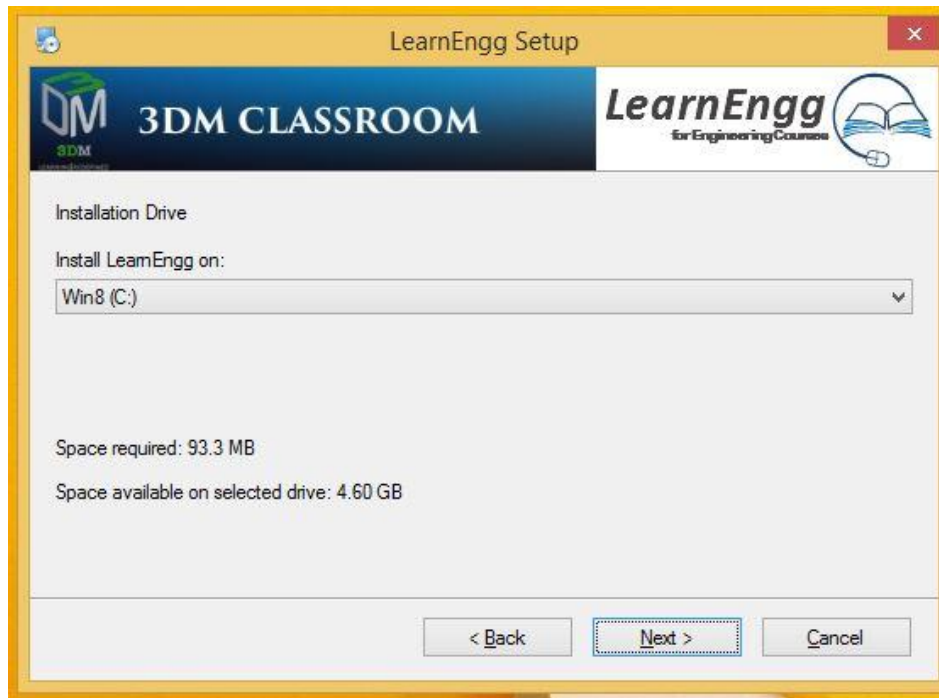 LearnEngg Setup
3DM
3DM CLASSROOM
LearnEngg
for Engineering Courses
Installation Drive
Install LearnEngg on:
Win8 (C:)
Space required: 93.3 MB
Space available on selected drive: 4.60 GB
< Back
Next >
Cancel